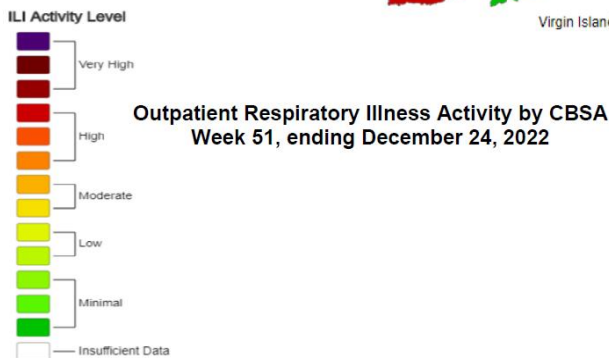 ILI Activity Level
Virgin Island
Very High
Outpatient Respiratory Illness Activity by CBSA
Week 51, ending December 24, 2022
High
Moderate
Low
Minimal
Insufficient Data